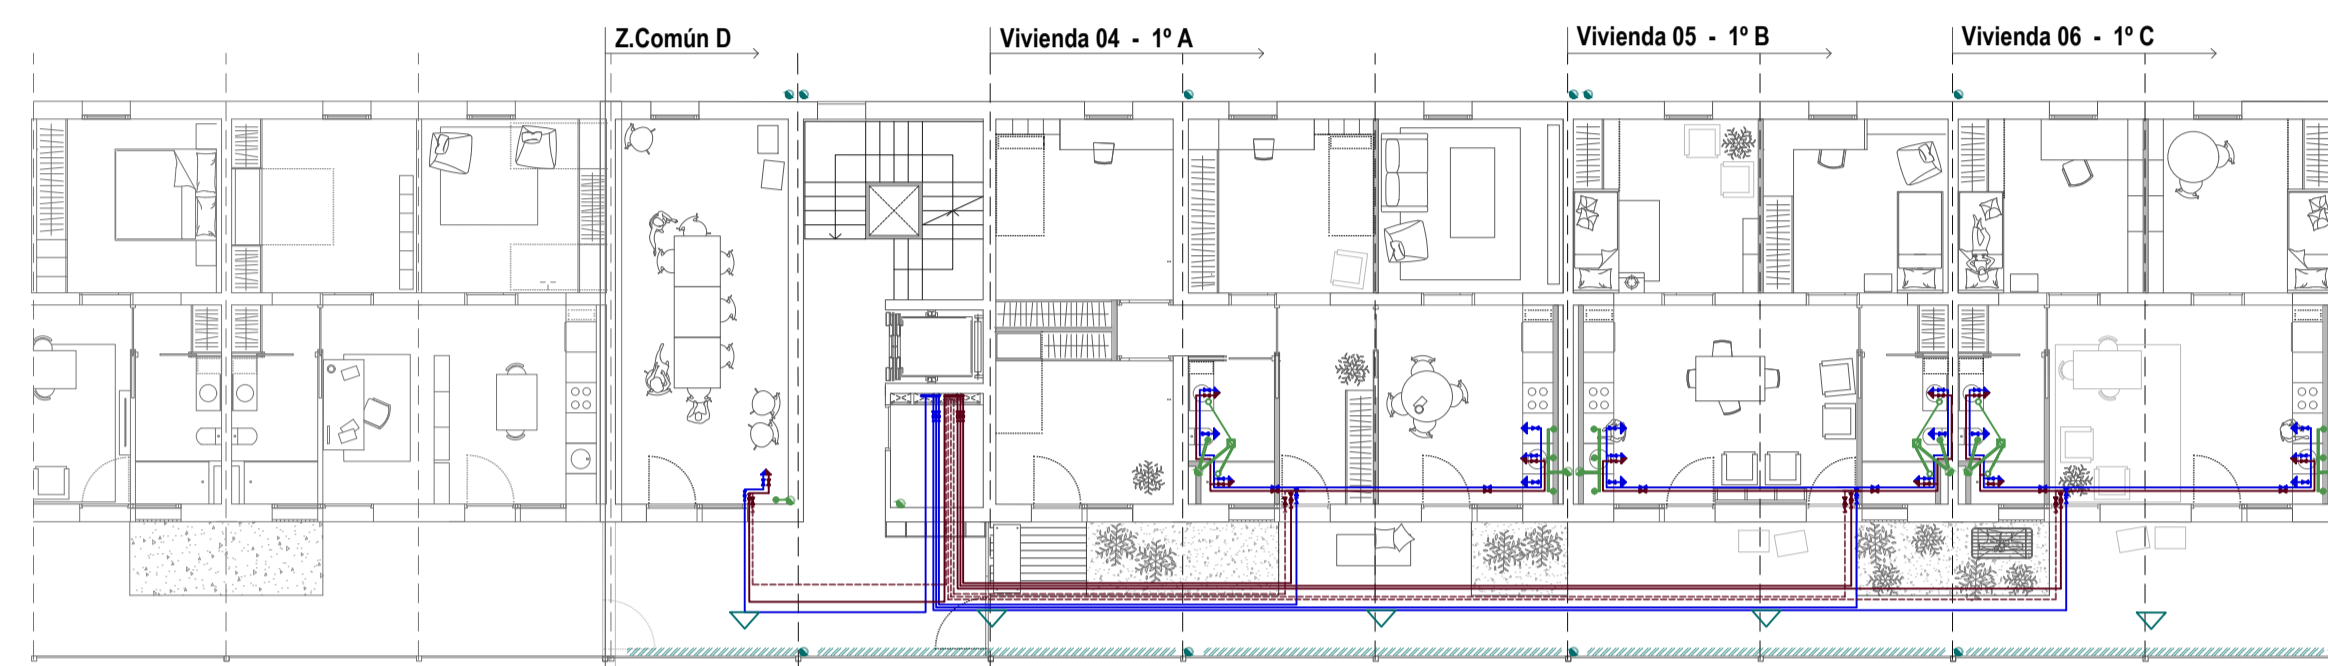 Z.Común D
Vivienda 04 - 1º A
Vivienda 05 - 1º B
Vivienda 06 - 1º C